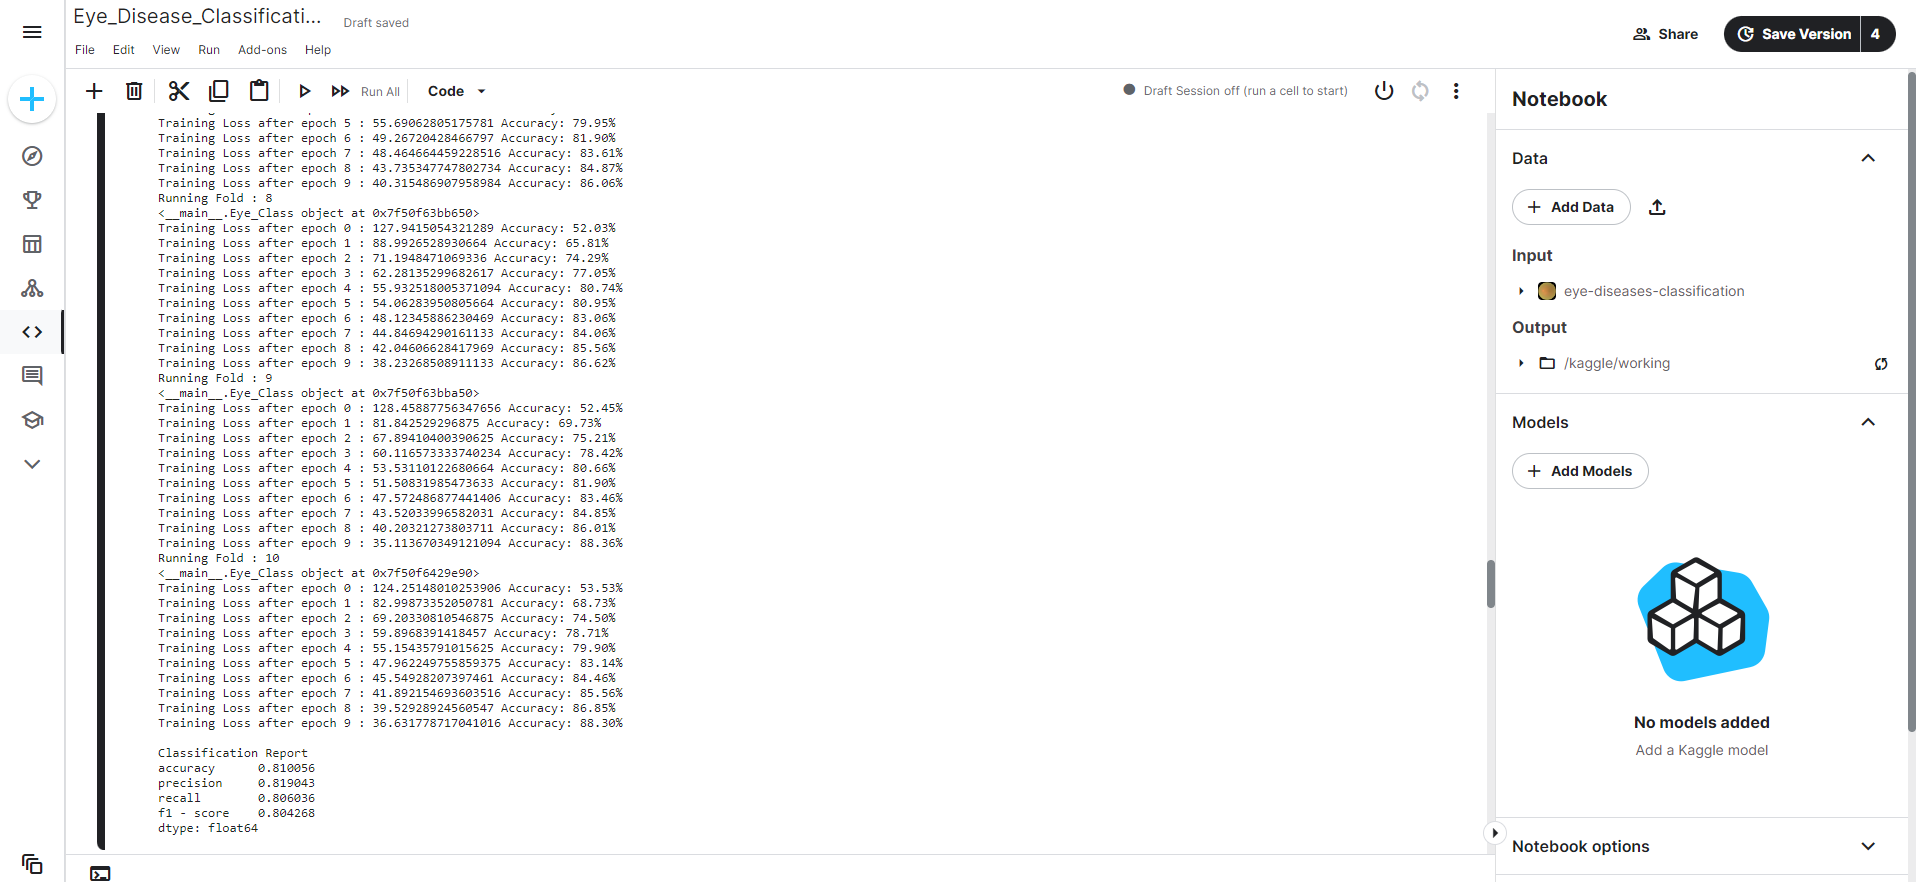 Eye_Disease_Classificati...
Draft saved
File Edit View Run Add-ons Help
Share
Save Version 4
Run All
Code
Draft Session off (run a cell to start)
Training Loss after epoch 5 : 55.69062805175781 Accuracy: 79.95%
Training Loss after epoch 6 : 49.26720428466797 Accuracy: 81.90%
Training Loss after epoch 7 : 48.464664459228516 Accuracy: 83.61%
Training Loss after epoch 8 : 43.735347747802734 Accuracy: 84.87%
Training Loss after epoch 9 : 40.315486907958984 Accuracy: 86.06%
Running Fold : 8
<__main__.Eye_Class object at 0x7f50f63bb650>
Training Loss after epoch 0 : 127.9415054321289 Accuracy: 52.03%
Training Loss after epoch 1 : 88.9926528930664 Accuracy: 65.81%
Training Loss after epoch 2 : 71.1948471069336 Accuracy: 74.29%
Training Loss after epoch 3 : 62.28135299682617 Accuracy: 77.05%
Training Loss after epoch 4 : 55.932518005371094 Accuracy: 80.74%
Training Loss after epoch 5 : 54.06283950805664 Accuracy: 80.95%
Training Loss after epoch 6 : 48.12345886230469 Accuracy: 83.06%
Training Loss after epoch 7 : 44.84694290161133 Accuracy: 84.06%
Training Loss after epoch 8 : 42.04606628417969 Accuracy: 85.56%
Training Loss after epoch 9 : 38.23268508911133 Accuracy: 86.62%
Running Fold : 9
<__main__.Eye_Class object at 0x7f50f63bba50>
Training Loss after epoch 0 : 128.45887756347656 Accuracy: 52.45%
Training Loss after epoch 1 : 81.842529296875 Accuracy: 69.73%
Training Loss after epoch 2 : 67.89410400390625 Accuracy: 75.21%
Training Loss after epoch 3 : 60.116573333740234 Accuracy: 78.42%
Training Loss after epoch 4 : 53.53110122680664 Accuracy: 80.66%
Training Loss after epoch 5 : 51.50831985473633 Accuracy: 81.90%
Training Loss after epoch 6 : 47.572486877441406 Accuracy: 83.46%
Training Loss after epoch 7 : 43.52033996582031 Accuracy: 84.85%
Training Loss after epoch 8 : 40.20321273803711 Accuracy: 86.01%
Training Loss after epoch 9 : 35.113670349121094 Accuracy: 88.36%
Running Fold : 10
<__main__.Eye_Class object at 0x7f50f6429e90>
Training Loss after epoch 0 : 124.25148010253906 Accuracy: 53.53%
Training Loss after epoch 1 : 82.99873352050781 Accuracy: 68.73%
Training Loss after epoch 2 : 69.20330810546875 Accuracy: 74.50%
Training Loss after epoch 3 : 59.8968391418457 Accuracy: 78.71%
Training Loss after epoch 4 : 55.15435791015625 Accuracy: 79.90%
Training Loss after epoch 5 : 47.962249755859375 Accuracy: 83.14%
Training Loss after epoch 6 : 45.54928207397461 Accuracy: 84.46%
Training Loss after epoch 7 : 41.892154693603516 Accuracy: 85.56%
Training Loss after epoch 8 : 39.52928924560547 Accuracy: 86.85%
Training Loss after epoch 9 : 36.631778717041016 Accuracy: 88.30%
Classification Report
accuracy 0.810056
precision 0.819043
recall 0.806036
f1 - score 0.804268
dtype: float64
Notebook
Data
Add Data
Input
eye-diseases-classification
Output
/kaggle/working
Models
Add Models
No models added
Add a Kaggle model
Notebook options